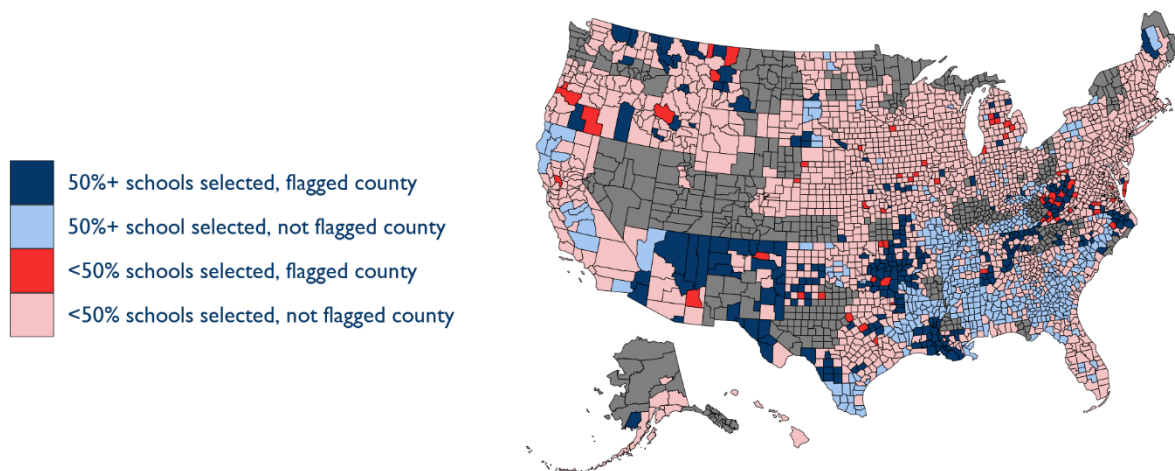 50%+ schools selected, flagged county
50%+ school selected, not flagged county
<50% schools selected, flagged county
<50% schools selected, not flagged county